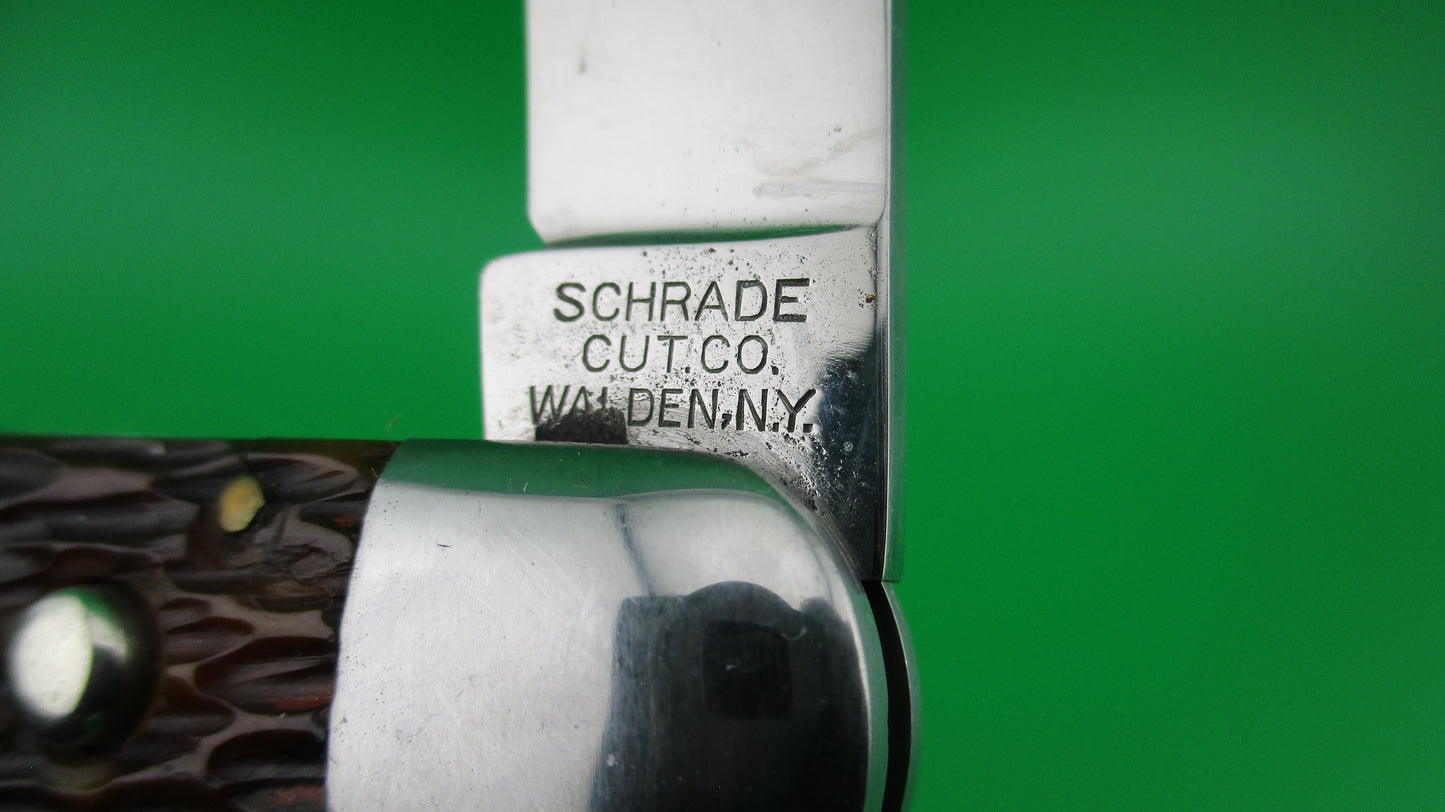 SCHRADE
CUT. CO.
WALDEN, N.Y.